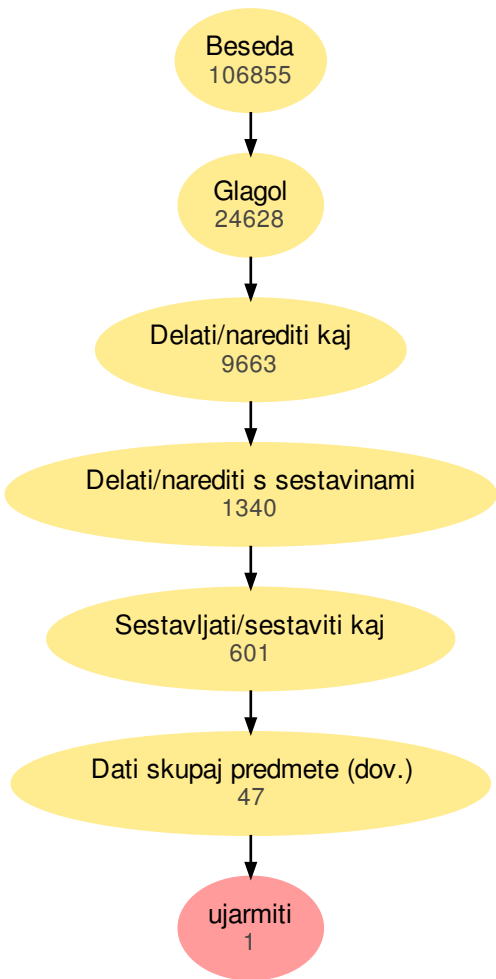 Beseda
106855
Glagol
24628
Delati/narediti kaj
9663
Delati/narediti s sestavinami
1340
Sestavljati/sestaviti kaj
601
Dati skupaj predmete (dov.)
47
ujarmiti
1